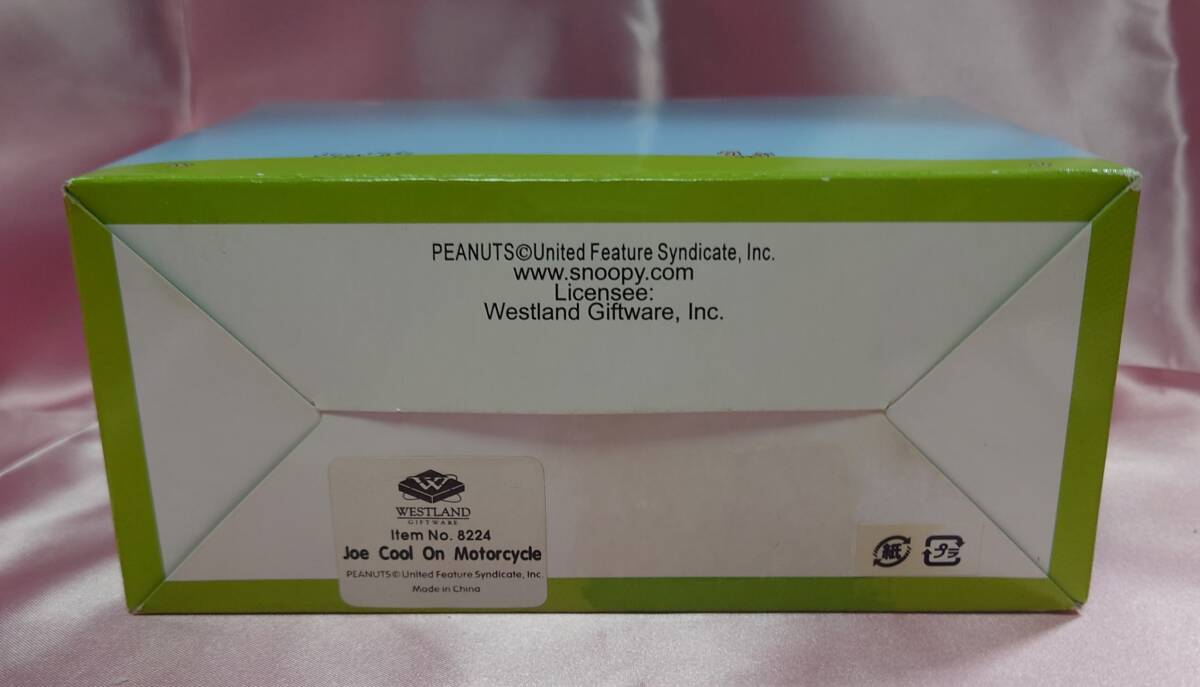 PEANUTS©United Feature Syndicate, Inc.
www.snoopy.com
Licensee:
Westland Giftware, Inc.
W
WESTLAND
GIFTWARE
Item No. 8224
Joe Cool On Motorcycle
PEANUTS© United Feature Syndicate, Inc.
Made in China
紙
プラ